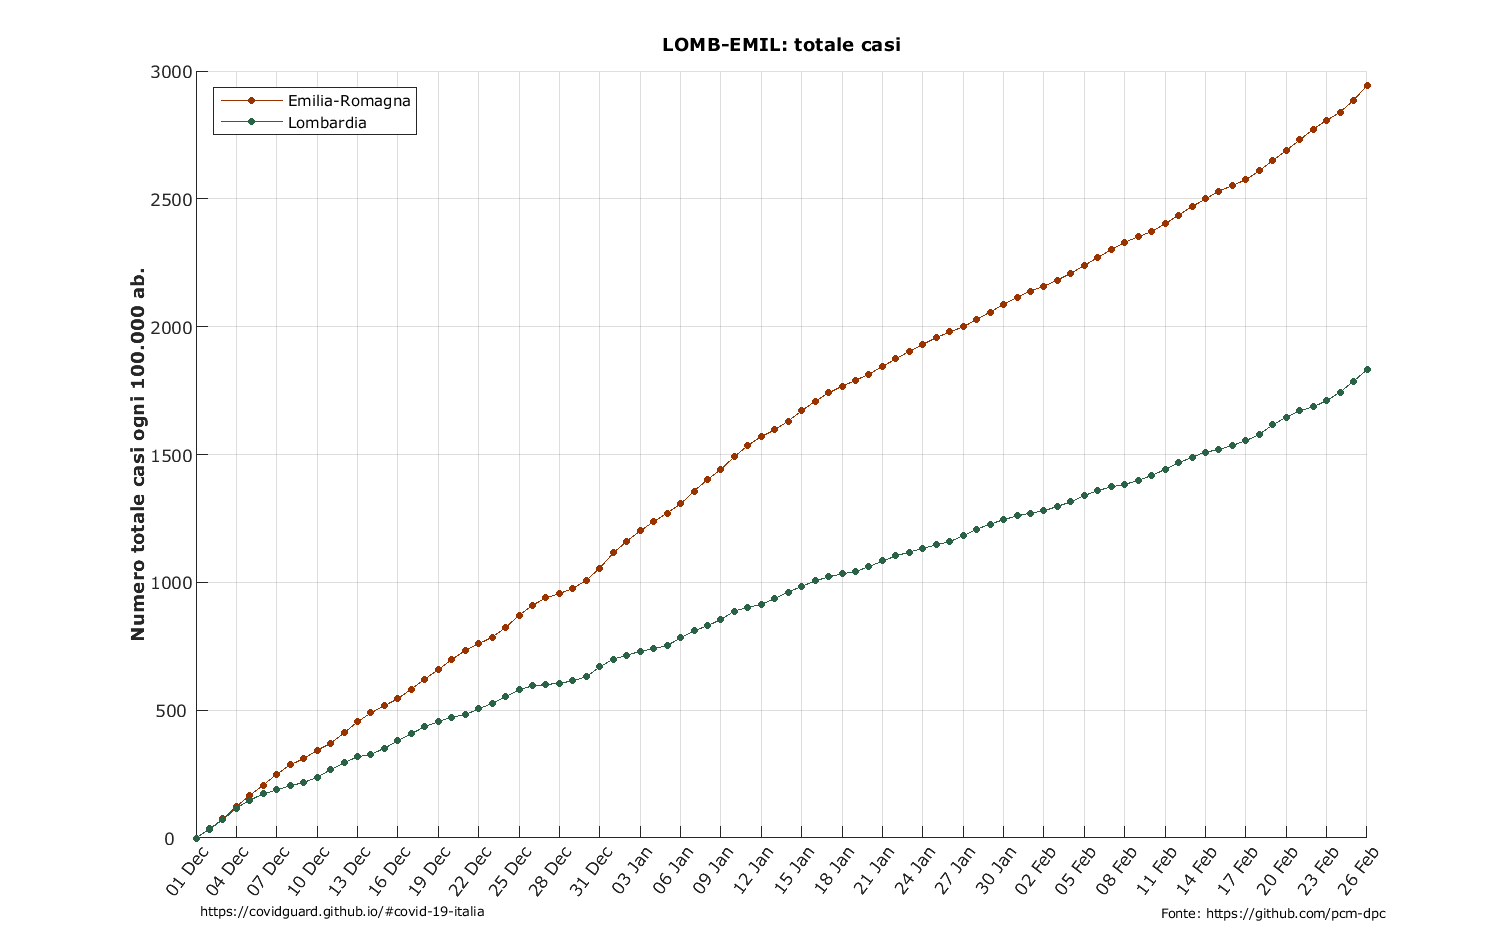 LOMB-EMIL: totale casi
Numero totale casi ogni 100.000 ab.
3000
2500
2000
1500
1000
500
0
Emilia-Romagna
Lombardia
01 Dec
04 Dec
07 Dec
10 Dec
13 Dec
16 Dec
19 Dec
22 Dec
25 Dec
28 Dec
31 Dec
03 Jan
06 Jan
09 Jan
12 Jan
15 Jan
18 Jan
21 Jan
24 Jan
27 Jan
30 Jan
02 Feb
05 Feb
08 Feb
11 Feb
14 Feb
17 Feb
20 Feb
23 Feb
26 Feb
https://covidguard.github.io/#covid-19-italia
Fonte: https://github.com/pcm-dpc